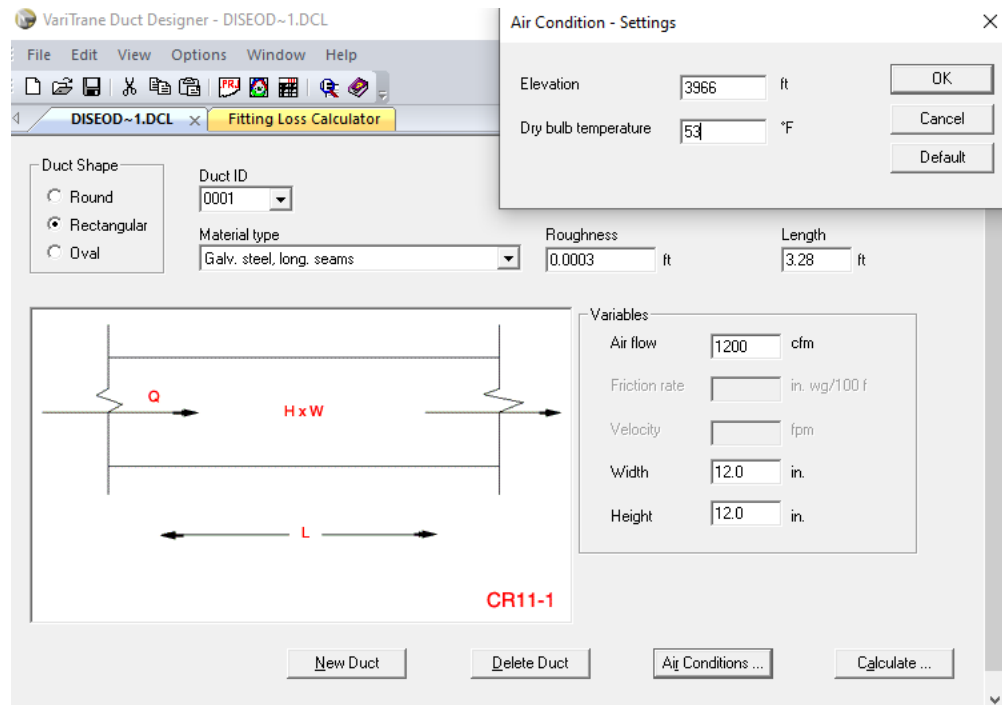 VariTrane Duct Designer - DISEOD~1.DCL
File Edit View Options Window Help
PRJ
DISEOD~1.DCL × Fitting Loss Calculator
Air Condition - Settings
Elevation 3966 ft OK
Dry bulb temperature 53 °F Cancel
Default
Duct Shape
Round
Rectangular
Oval
Duct ID
0001
Material type
Galv. steel, long. seams
Roughness
0.0003 ft
Length
3.28 ft
Q
H x W
L
CR11-1
Variables
Air flow 1200 cfm
Friction rate in. wg/100 f
Velocity fpm
Width 12.0 in.
Height 12.0 in.
New Duct Delete Duct Air Conditions ... Calculate ...